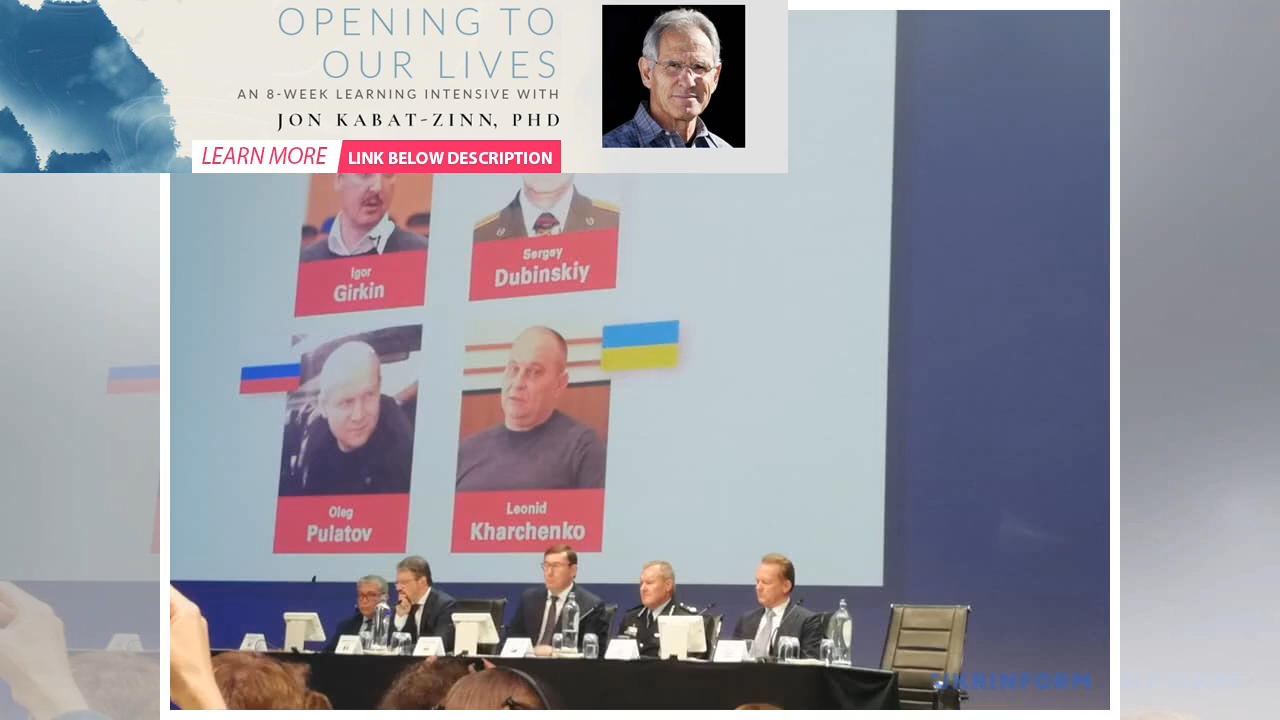 OPENING TO
OUR LIVES
AN 8-WEEK LEARNING INTENSIVE WITH
JON KABAT-ZINN, PHD
LEARN MORE
LINK BELOW DESCRIPTION
Igor
Girkin
Sergey
Dubinskiy
Oleg
Pulatov
Leonid
Kharchenko
UKRINFORM